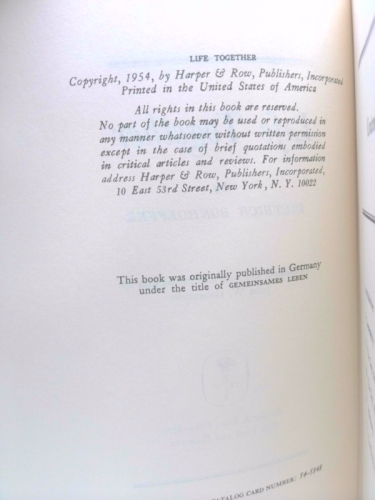 LIFE TOGETHER
Copyright, 1954, by Harper & Row, Publishers, Incorporated
Printed in the United States of America
All rights in this book are reserved.
No part of the book may be used or reproduced in
any manner whatsoever without written permission
except in the case of brief quotations embodied
in critical articles and reviews. For information
address Harper & Row, Publishers, Incorporated,
10 East 53rd Street, New York, N. Y. 10022
This book was originally published in Germany
under the title of GEMEINSAMES LEBEN
CATALOG CARD NUMBER: